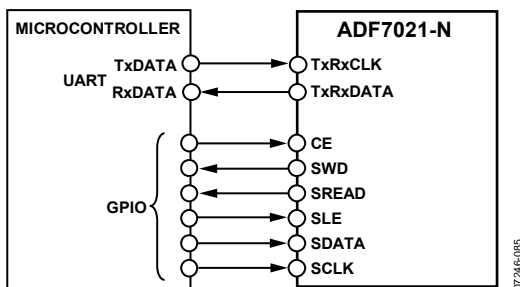 MICROCONTROLLER
ADF7021-N
TxDATA
TxRxCLK
UART
RxDATA
TxRxDATA
CE
SWD
SREAD
GPIO
SLE
SDATA
SCLK
07246-085